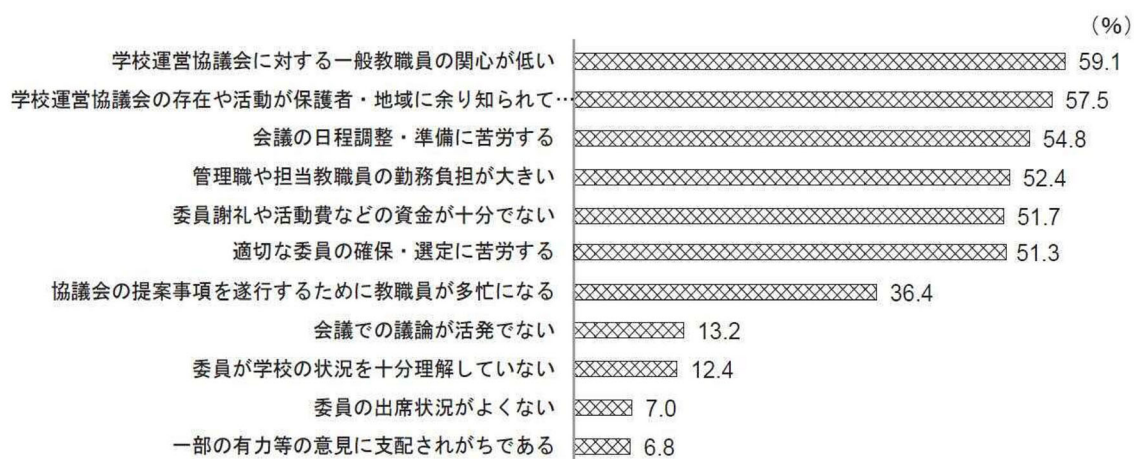 (%)
学校運営協議会に対する一般教職員の関心が低い 59.1
学校運営協議会の存在や活動が保護者・地域に余り知られて… 57.5
会議の日程調整・準備に苦労する 54.8
管理職や担当教職員の勤務負担が大きい 52.4
委員謝礼や活動費などの資金が十分でない 51.7
適切な委員の確保・選定に苦労する 51.3
協議会の提案事項を遂行するために教職員が多忙になる 36.4
会議での議論が活発でない 13.2
委員が学校の状況を十分理解していない 12.4
委員の出席状況がよくない 7.0
一部の有力等の意見に支配されがちである 6.8